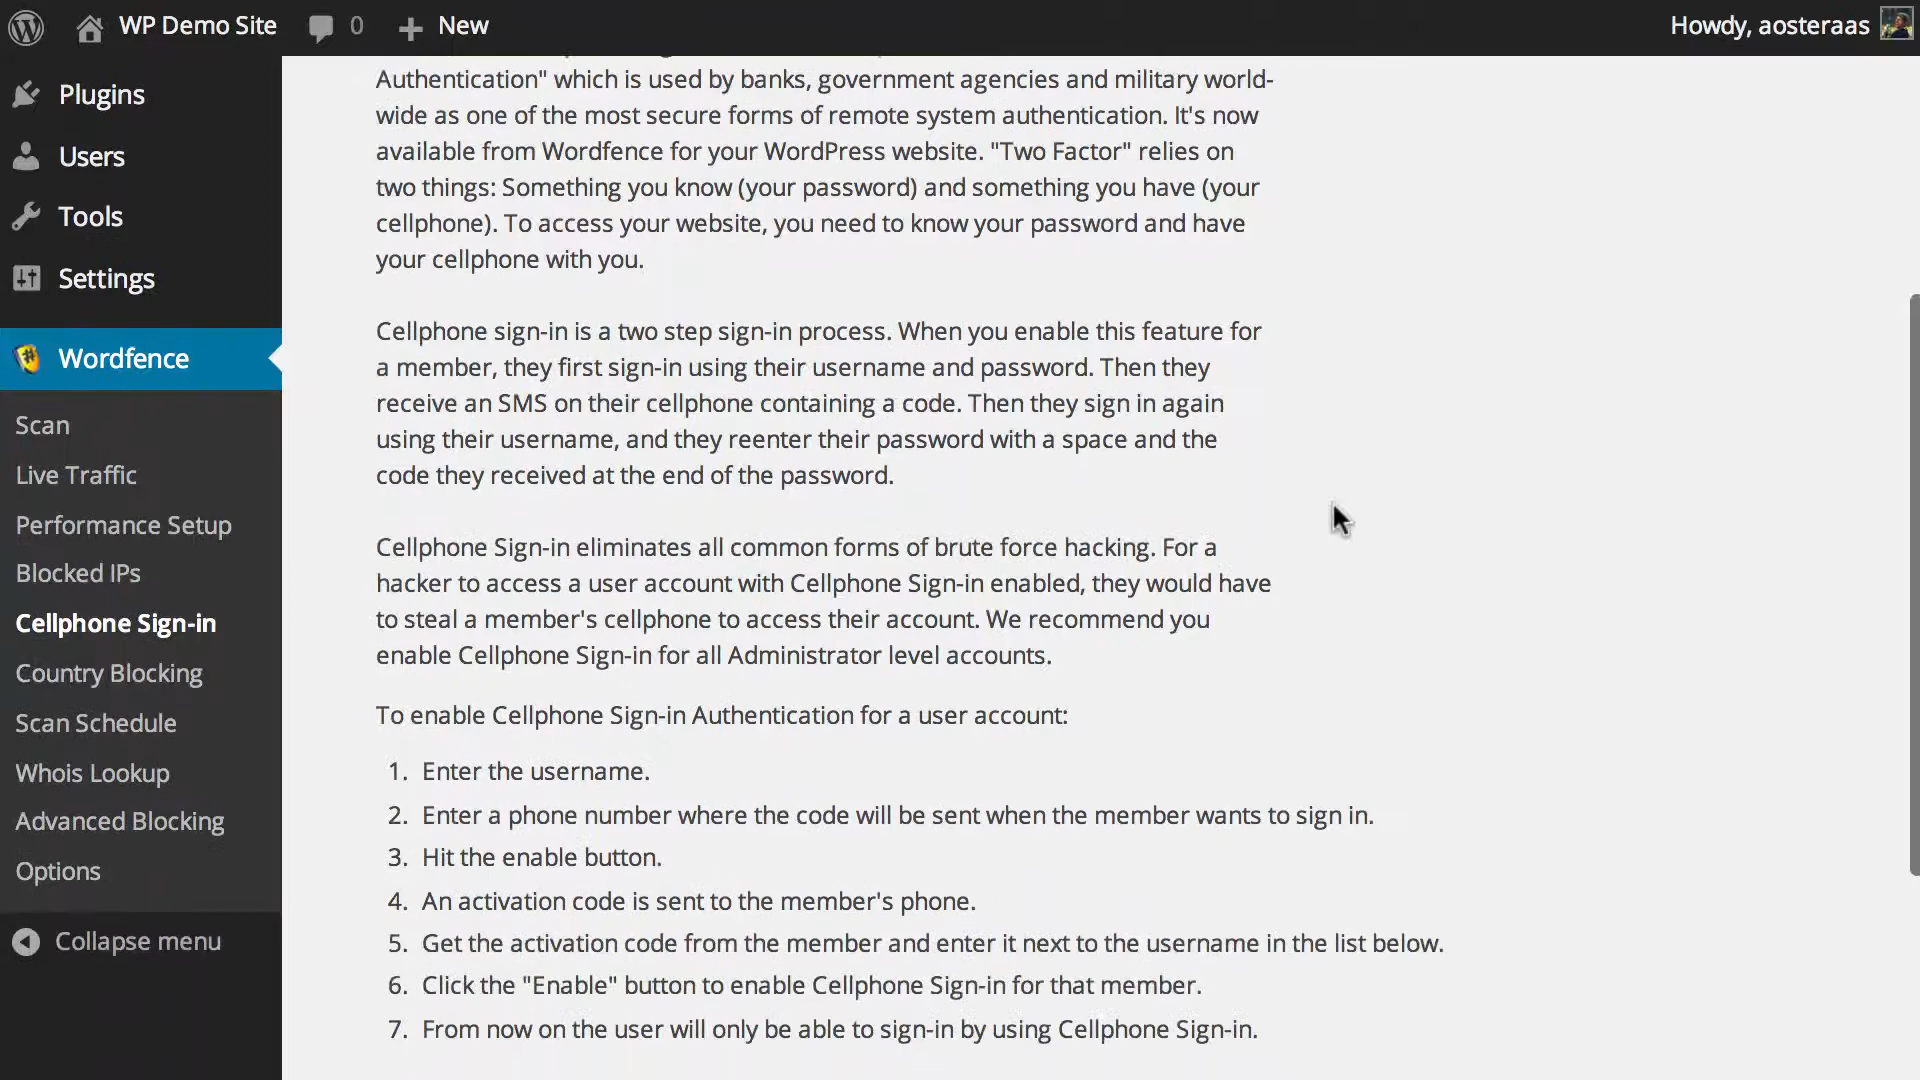 WP Demo Site
0
New
Howdy, aosteraas
Plugins
Users
Tools
Settings
Wordfence
Scan
Live Traffic
Performance Setup
Blocked IPs
Cellphone Sign-in
Country Blocking
Scan Schedule
Whois Lookup
Advanced Blocking
Options
Collapse menu
Authentication" which is used by banks, government agencies and military world-
wide as one of the most secure forms of remote system authentication. It's now
available from Wordfence for your WordPress website. "Two Factor" relies on
two things: Something you know (your password) and something you have (your
cellphone). To access your website, you need to know your password and have
your cellphone with you.
Cellphone sign-in is a two step sign-in process. When you enable this feature for
a member, they first sign-in using their username and password. Then they
receive an SMS on their cellphone containing a code. Then they sign in again
using their username, and they reenter their password with a space and the
code they received at the end of the password.
Cellphone Sign-in eliminates all common forms of brute force hacking. For a
hacker to access a user account with Cellphone Sign-in enabled, they would have
to steal a member's cellphone to access their account. We recommend you
enable Cellphone Sign-in for all Administrator level accounts.
To enable Cellphone Sign-in Authentication for a user account:
1. Enter the username.
2. Enter a phone number where the code will be sent when the member wants to sign in.
3. Hit the enable button.
4. An activation code is sent to the member's phone.
5. Get the activation code from the member and enter it next to the username in the list below.
6. Click the "Enable" button to enable Cellphone Sign-in for that member.
7. From now on the user will only be able to sign-in by using Cellphone Sign-in.